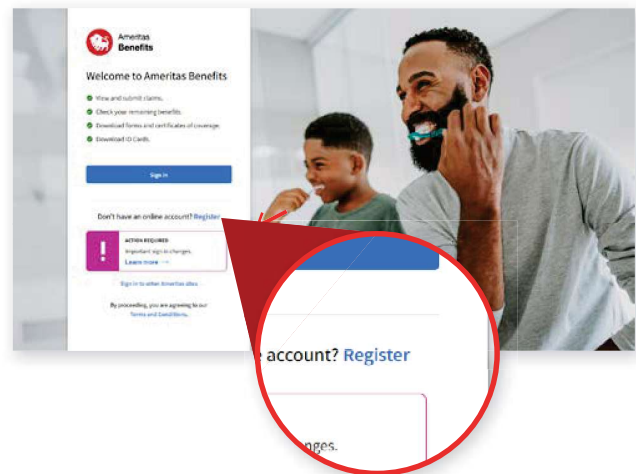 Ameritas
Benefits
Welcome to Ameritas Benefits
View and submit claims.
Check your remaining benefits.
Download forms and certificates of coverage.
Download ID Cards.
Sign in
Don't have an online account? Register
ACTION REQUIRED
Important sign in changes.
Learn more →
Sign in to other Ameritas sites.
By proceeding, you are agreeing to our
Terms and Conditions.
account? Register
nges.